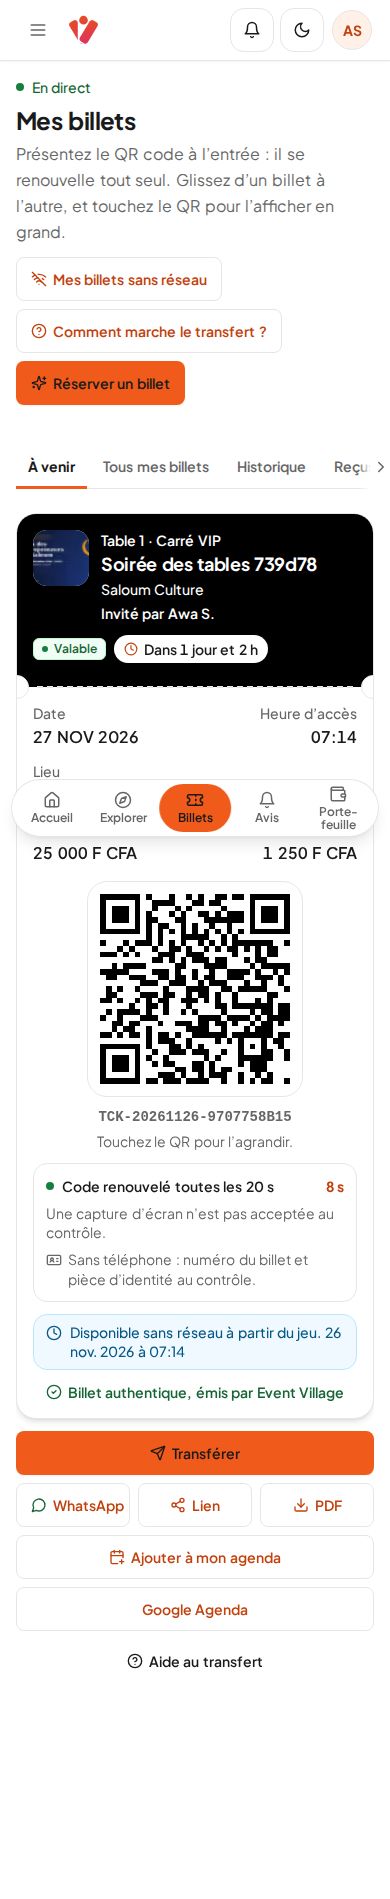 AS
En direct
Mes billets
Présentez le QR code à l'entrée : il se
renouvelle tout seul. Glissez d'un billet à
l'autre, et touchez le QR pour l'afficher en
grand.
Mes billets sans réseau
Comment marche le transfert ?
Réserver un billet
À venir Tous mes billets Historique Reçus
Table 1 · Carré VIP
Soirée des tables 739d78
Saloum Culture
Invité par Awa S.
Valable Dans 1 jour et 2 h
Date Heure d'accès
27 NOV 2026 07:14
Lieu
Accueil Explorer Billets Avis Porte-
feuille
25 000 F CFA 1 250 F CFA
TCK-20261126-9707758B15
Touchez le QR pour l'agrandir.
Code renouvelé toutes les 20 s 8 s
Une capture d'écran n'est pas acceptée au
contrôle.
Sans téléphone : numéro du billet et
pièce d'identité au contrôle.
Disponible sans réseau à partir du jeu. 26
nov. 2026 à 07:14
Billet authentique, émis par Event Village
Transférer
WhatsApp Lien PDF
Ajouter à mon agenda
Google Agenda
Aide au transfert